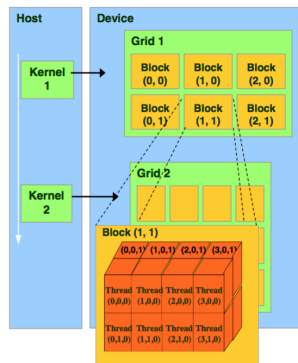 Host
Device
Grid 1
Kernel
1
Block
(0, 0)
Block
(1, 0)
Block
(2, 0)
Block
(0, 1)
Block
(1, 1)
Block
(2, 1)
Grid 2
Kernel
2
Block (1, 1)
(0,0,1) (1,0,1) (2,0,1) (3,0,1)
Thread Thread Thread Thread
(0,0,0) (1,0,0) (2,0,0) (3,0,0)
Thread Thread Thread Thread
(0,1,0) (1,1,0) (2,1,0) (3,1,0)